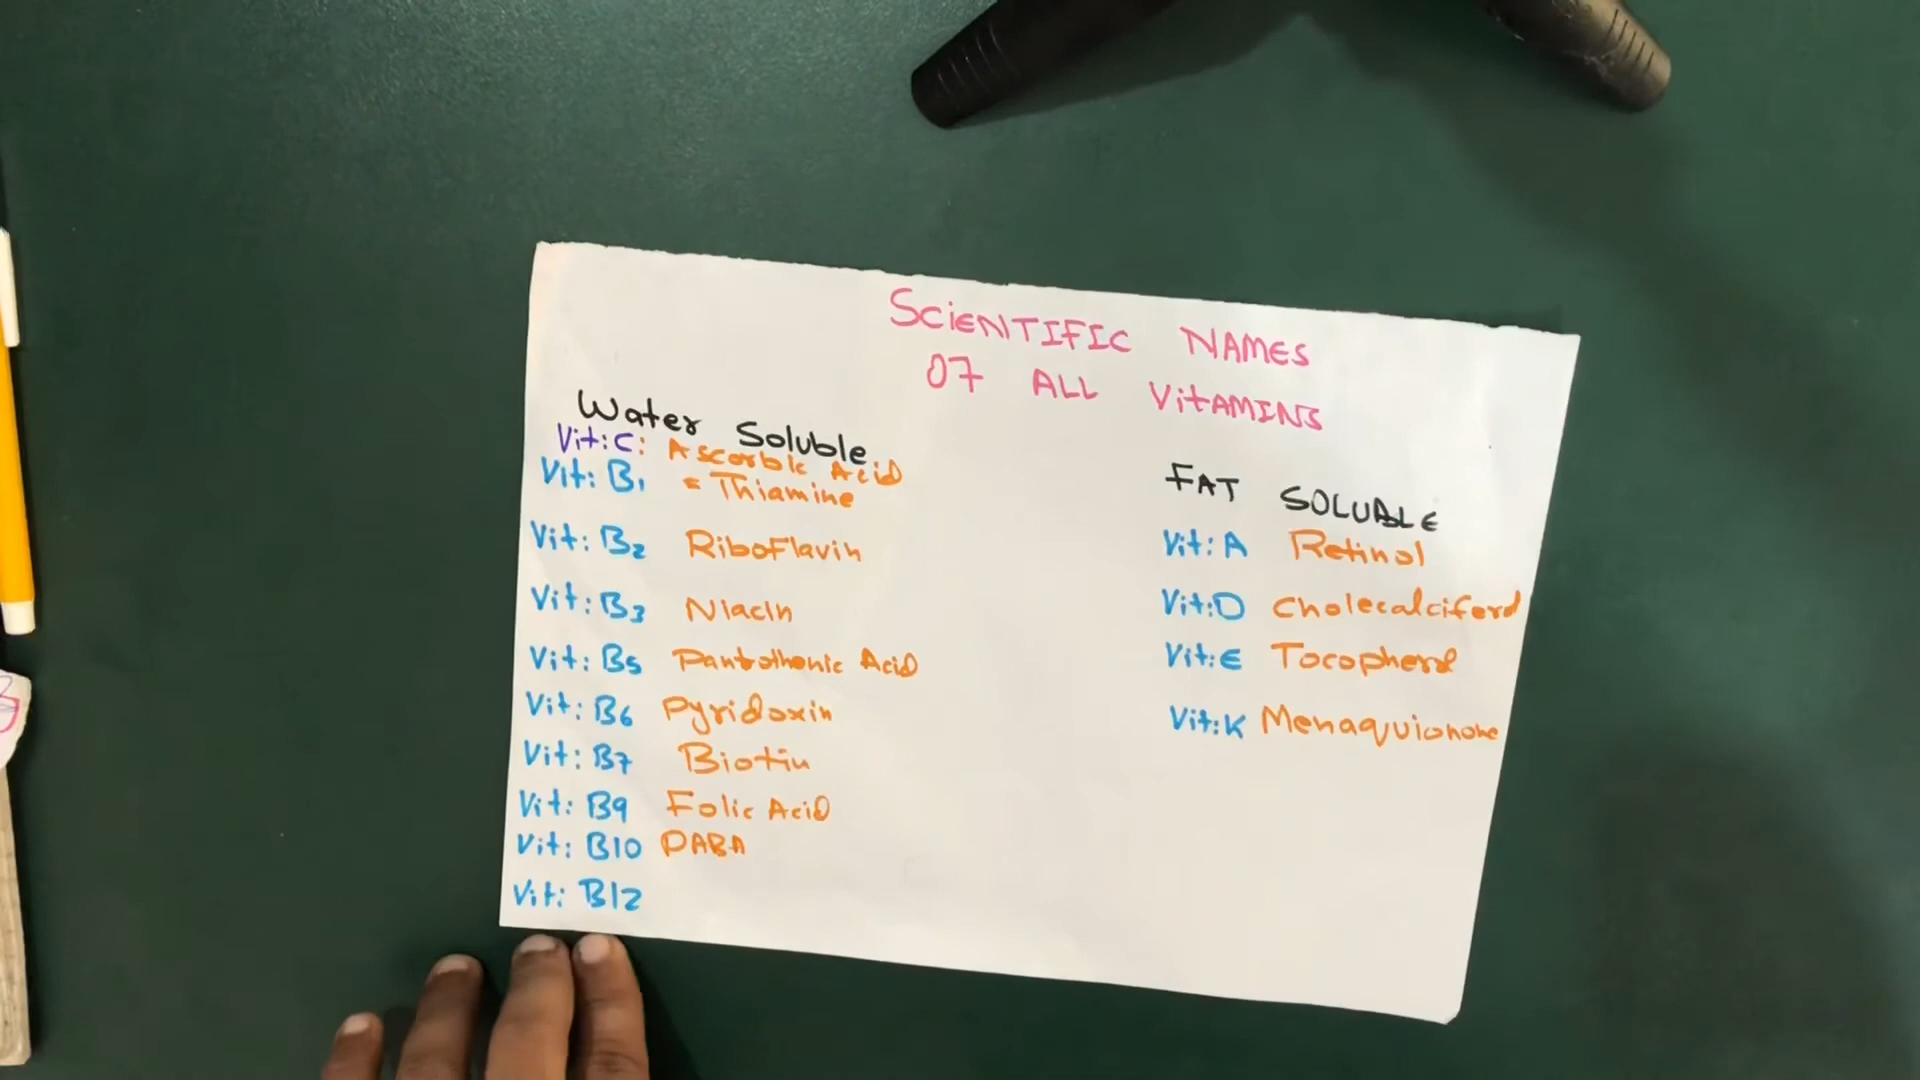 SCIENTIFIC NAMES
OF ALL VITAMINS
Water Soluble
Vit: C: Ascorbic Acid
Vit: B1 = Thiamine
Vit: B2 Riboflavin
Vit: B3 Niacin
Vit: B5 Pantothenic Acid
Vit: B6 Pyridoxin
Vit: B7 Biotin
Vit: B9 Folic Acid
Vit: B10 PABA
Vit: B12
FAT SOLUBLE
Vit: A Retinol
Vit: D Cholecalciferol
Vit: E Tocopherol
Vit: K Menaquionone